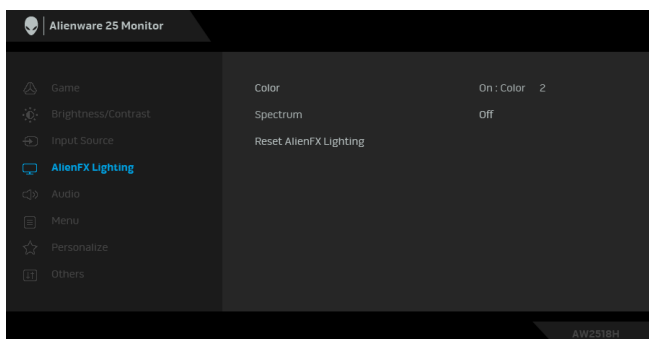 Alienware 25 Monitor
Game
Color On : Color 2
Brightness/Contrast
Spectrum Off
Input Source
Reset AlienFX Lighting
AlienFX Lighting
Audio
Menu
Personalize
Others
AW2518H